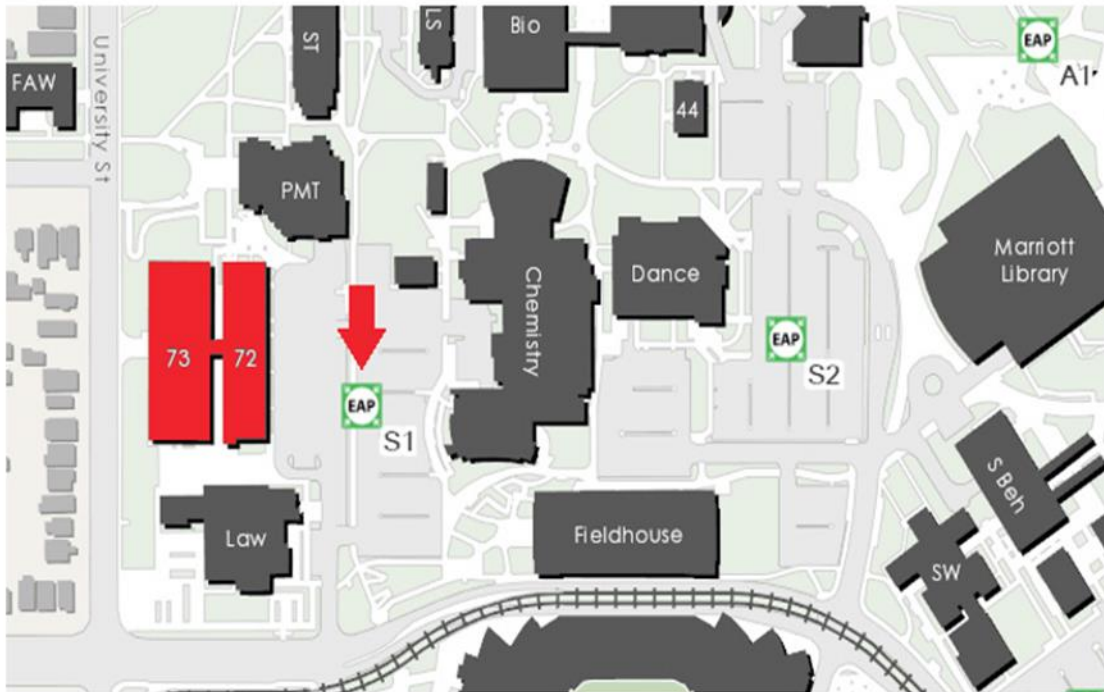 Bio
LS
ST
EAP
A1
FAW
University St
44
PMT
Marriott
Library
Dance
Chemistry
73
72
EAP
S2
EAP
S1
S Beh
Fieldhouse
Law
SW